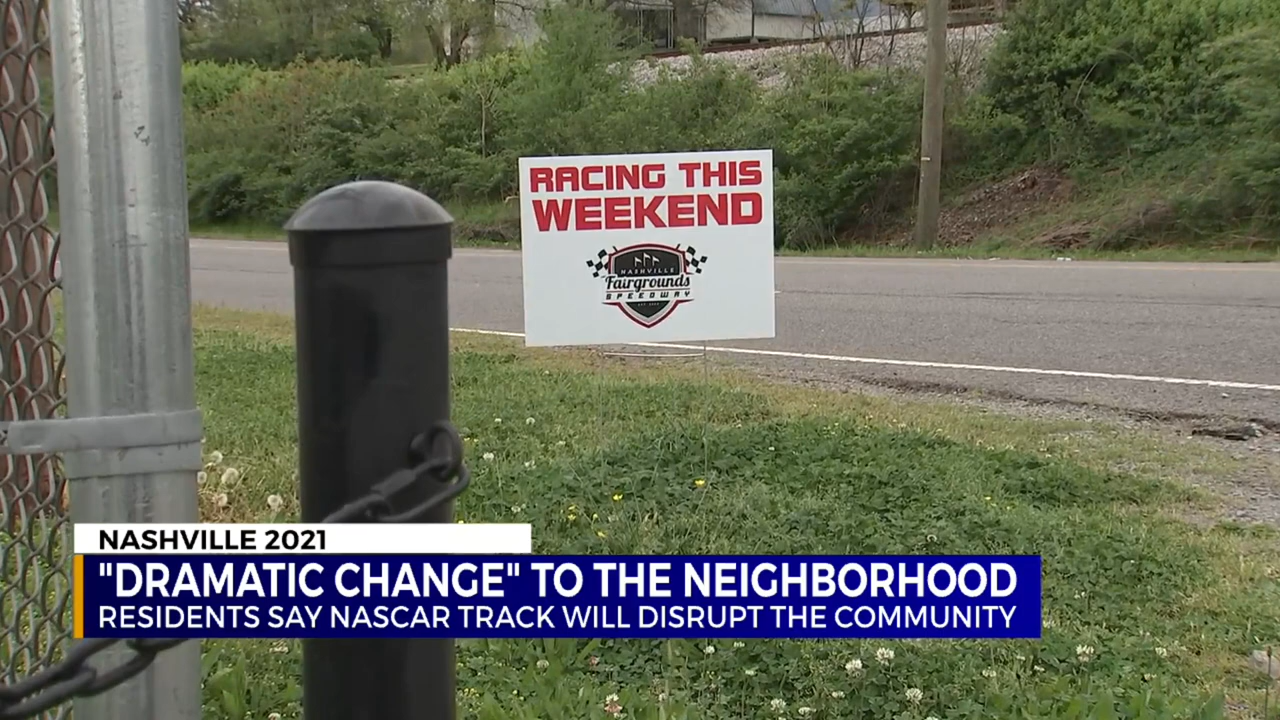 RACING THIS
WEEKEND
NASHVILLE
Fairgrounds
SPEEDWAY
NASHVILLE 2021
"DRAMATIC CHANGE" TO THE NEIGHBORHOOD
RESIDENTS SAY NASCAR TRACK WILL DISRUPT THE COMMUNITY